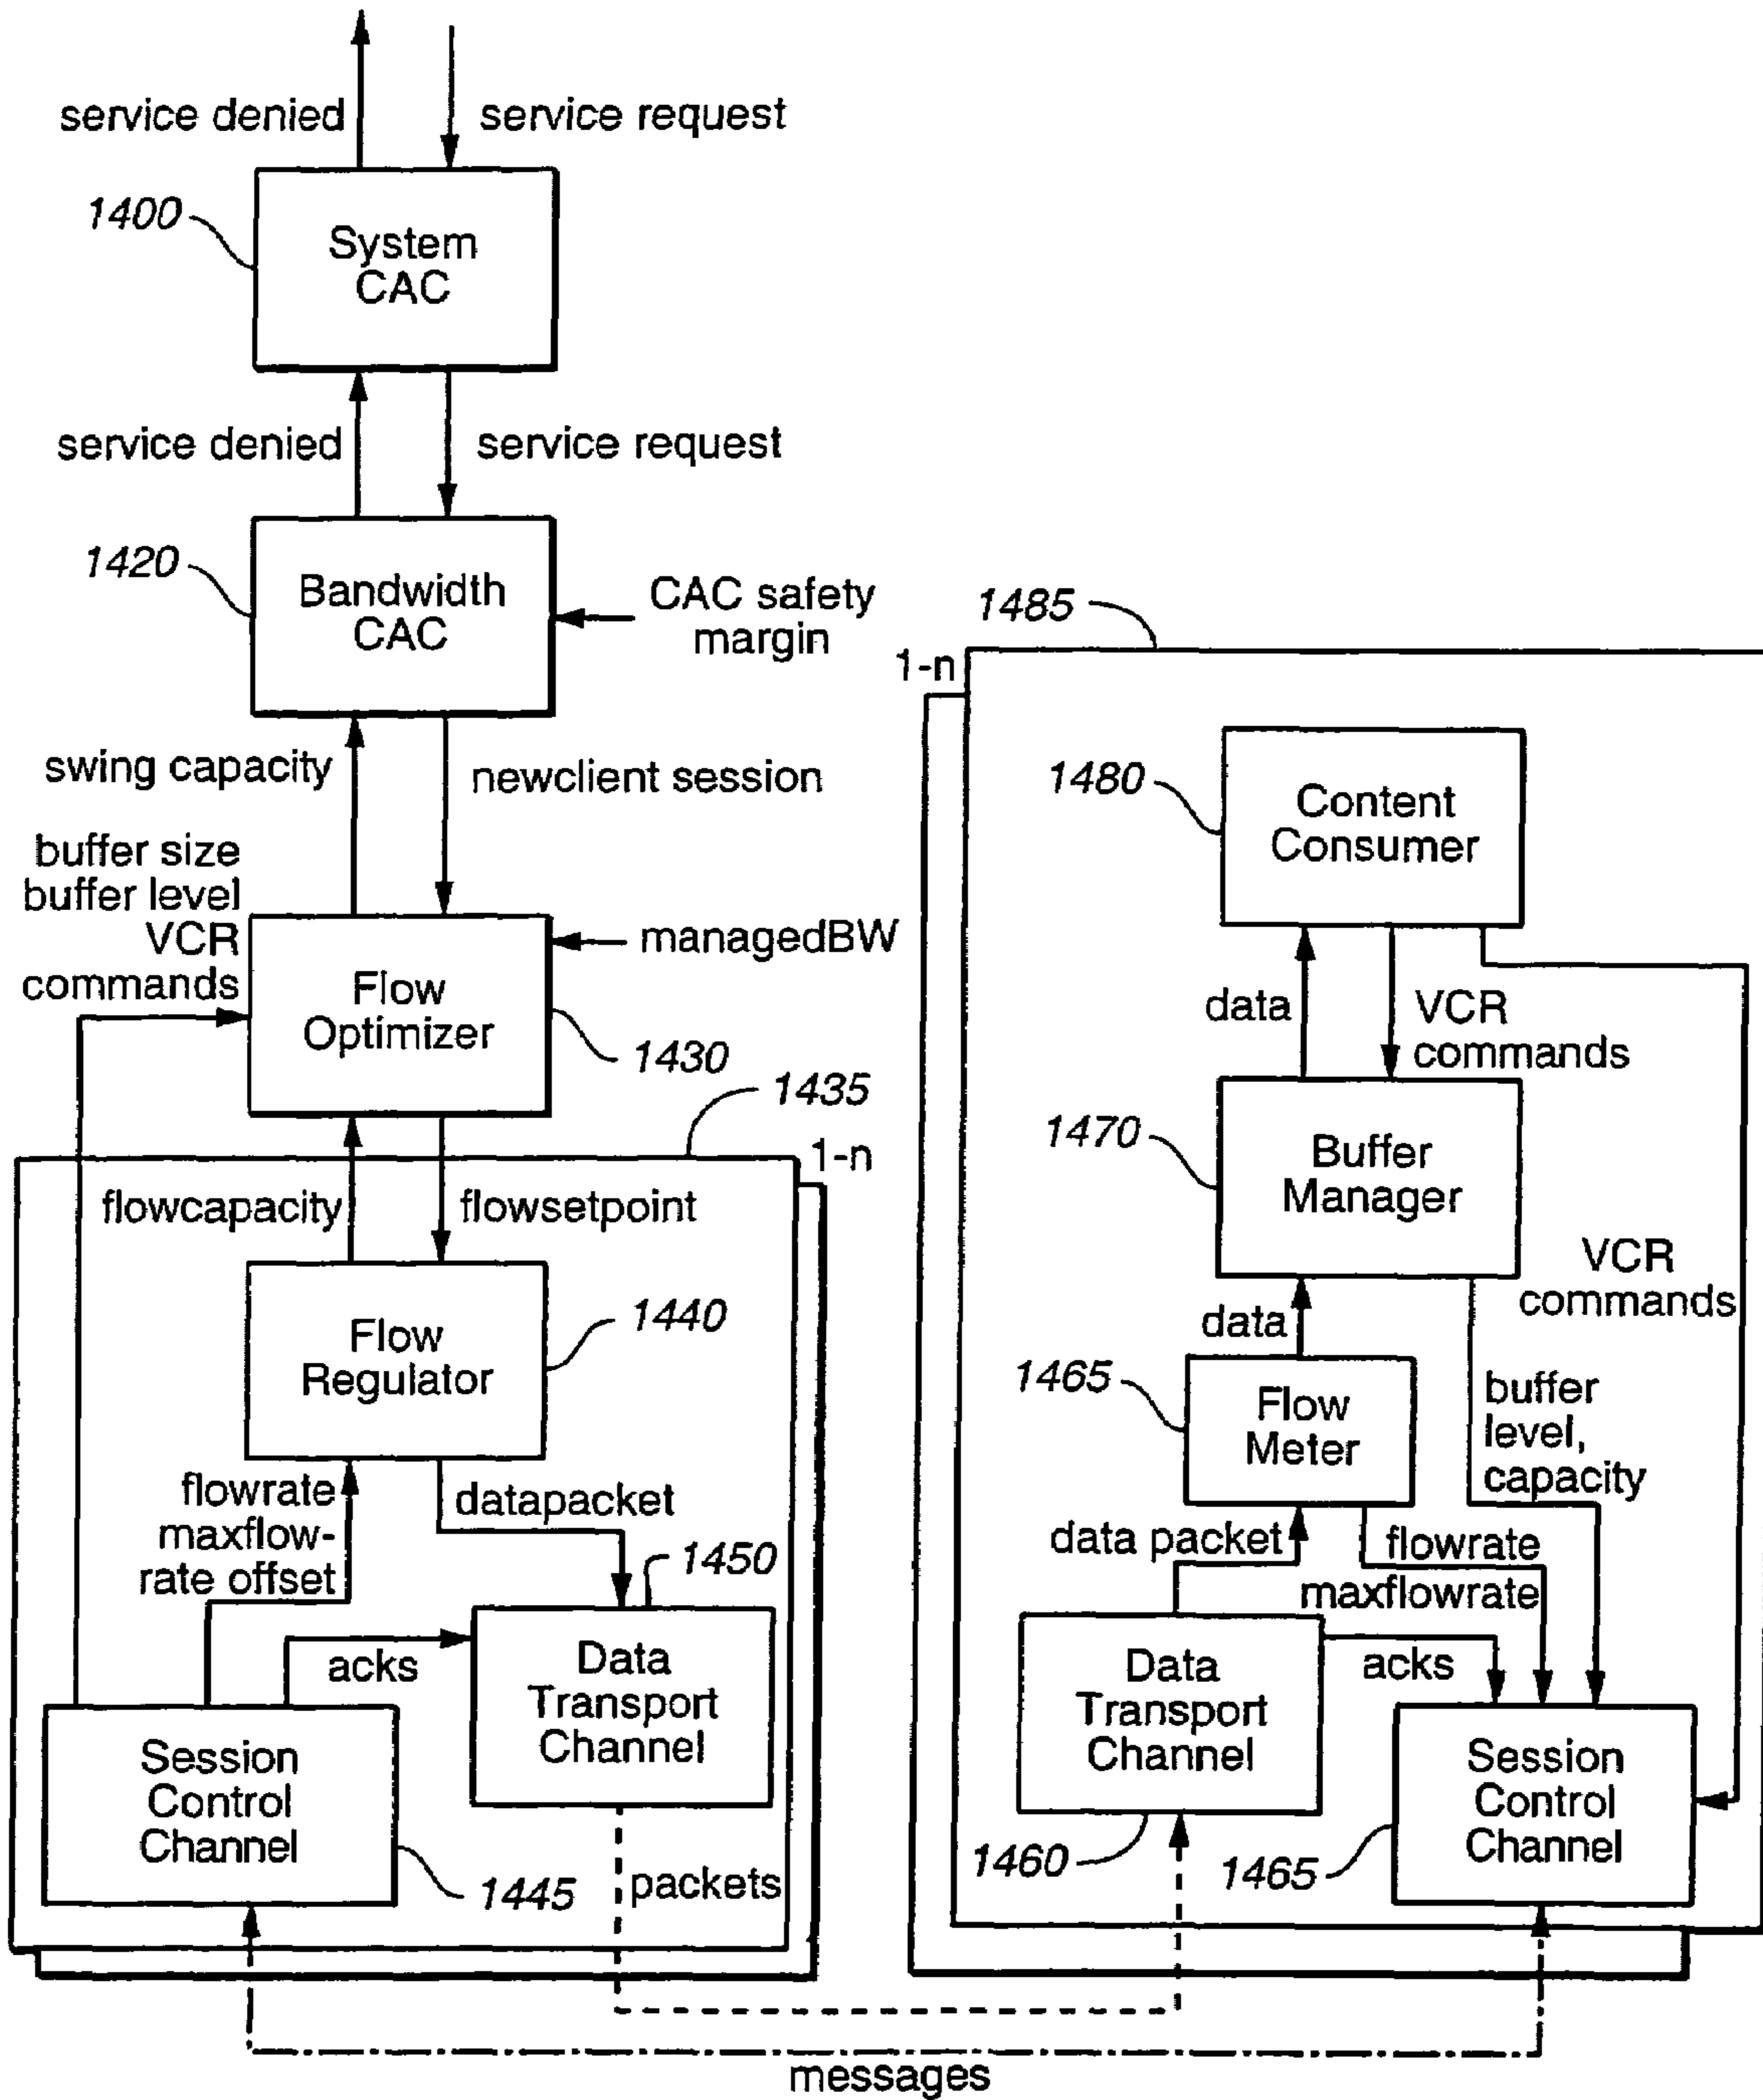 service denied
service request
1400
System
CAC
service denied
service request
1420
Bandwidth
CAC
CAC safety
margin
swing capacity
newclient session
buffer size
buffer level
VCR
commands
managedBW
Flow
Optimizer
1430
1435
1-n
flowcapacity
flowsetpoint
Flow
Regulator
1440
flowrate
maxflow-
rate offset
datapacket
1450
acks
Data
Transport
Channel
Session
Control
Channel
1445
packets
1485
1-n
1480
Content
Consumer
data
VCR
commands
1470
Buffer
Manager
VCR
commands
data
1465
Flow
Meter
buffer
level,
capacity
data packet
flowrate
maxflowrate
Data
Transport
Channel
acks
Session
Control
Channel
1460
1465
messages